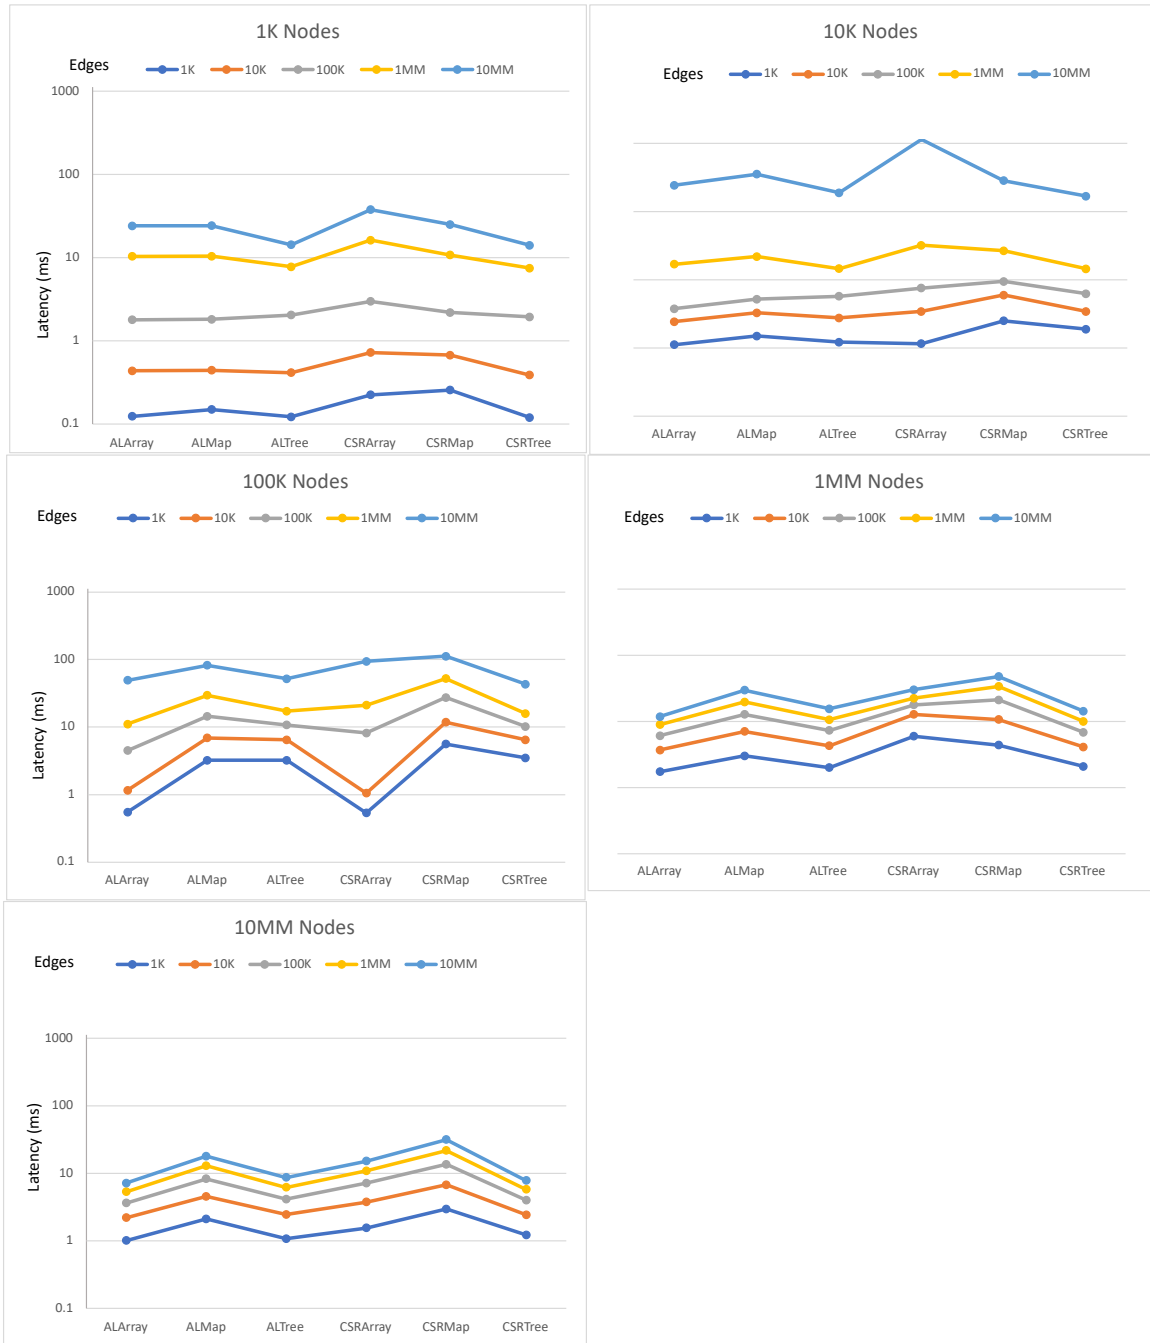 1K Nodes
Edges 1K 10K 100K 1MM 10MM
1000
100
10
1
0.1
Latency (ms)
ALArray ALMap ALTree CSRArray CSRMap CSRTree
10K Nodes
Edges 1K 10K 100K 1MM 10MM
ALArray ALMap ALTree CSRArray CSRMap CSRTree
100K Nodes
Edges 1K 10K 100K 1MM 10MM
1000
100
10
1
0.1
Latency (ms)
ALArray ALMap ALTree CSRArray CSRMap CSRTree
1MM Nodes
Edges 1K 10K 100K 1MM 10MM
ALArray ALMap ALTree CSRArray CSRMap CSRTree
10MM Nodes
Edges 1K 10K 100K 1MM 10MM
1000
100
10
1
0.1
Latency (ms)
ALArray ALMap ALTree CSRArray CSRMap CSRTree